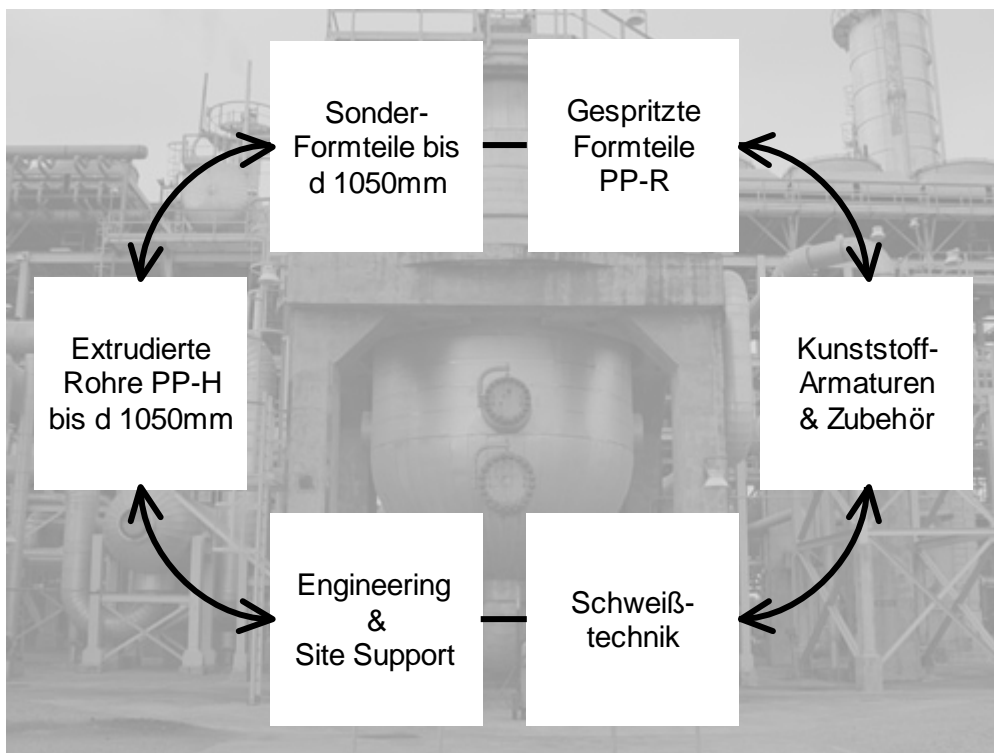 Sonder-
Formteile bis
d 1050mm
Gespritzte
Formteile
PP-R
Extrudierte
Rohre PP-H
bis d 1050mm
Kunststoff-
Armaturen
& Zubehör
Engineering
&
Site Support
Schweiß-
technik